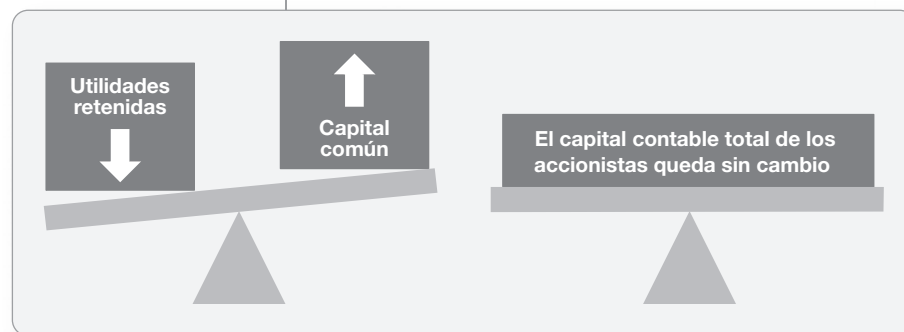 Utilidades
retenidas
Capital
común
El capital contable total de los
accionistas queda sin cambio